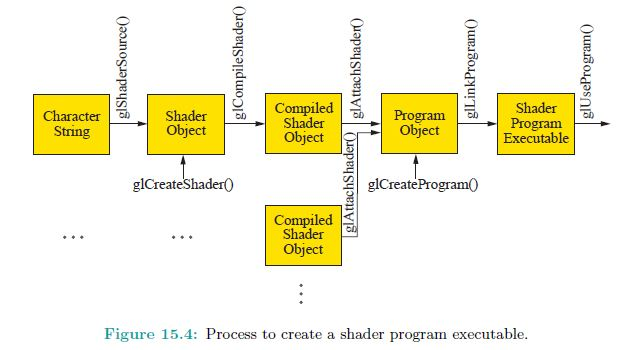 glShaderSource()
glCompileShader()
glAttachShader()
glLinkProgram()
glUseProgram()
Character
String
Shader
Object
Compiled
Shader
Object
Program
Object
Shader
Program
Executable
glCreateShader()
glAttachShader()
glCreateProgram()
Compiled
Shader
Object
Figure 15.4: Process to create a shader program executable.